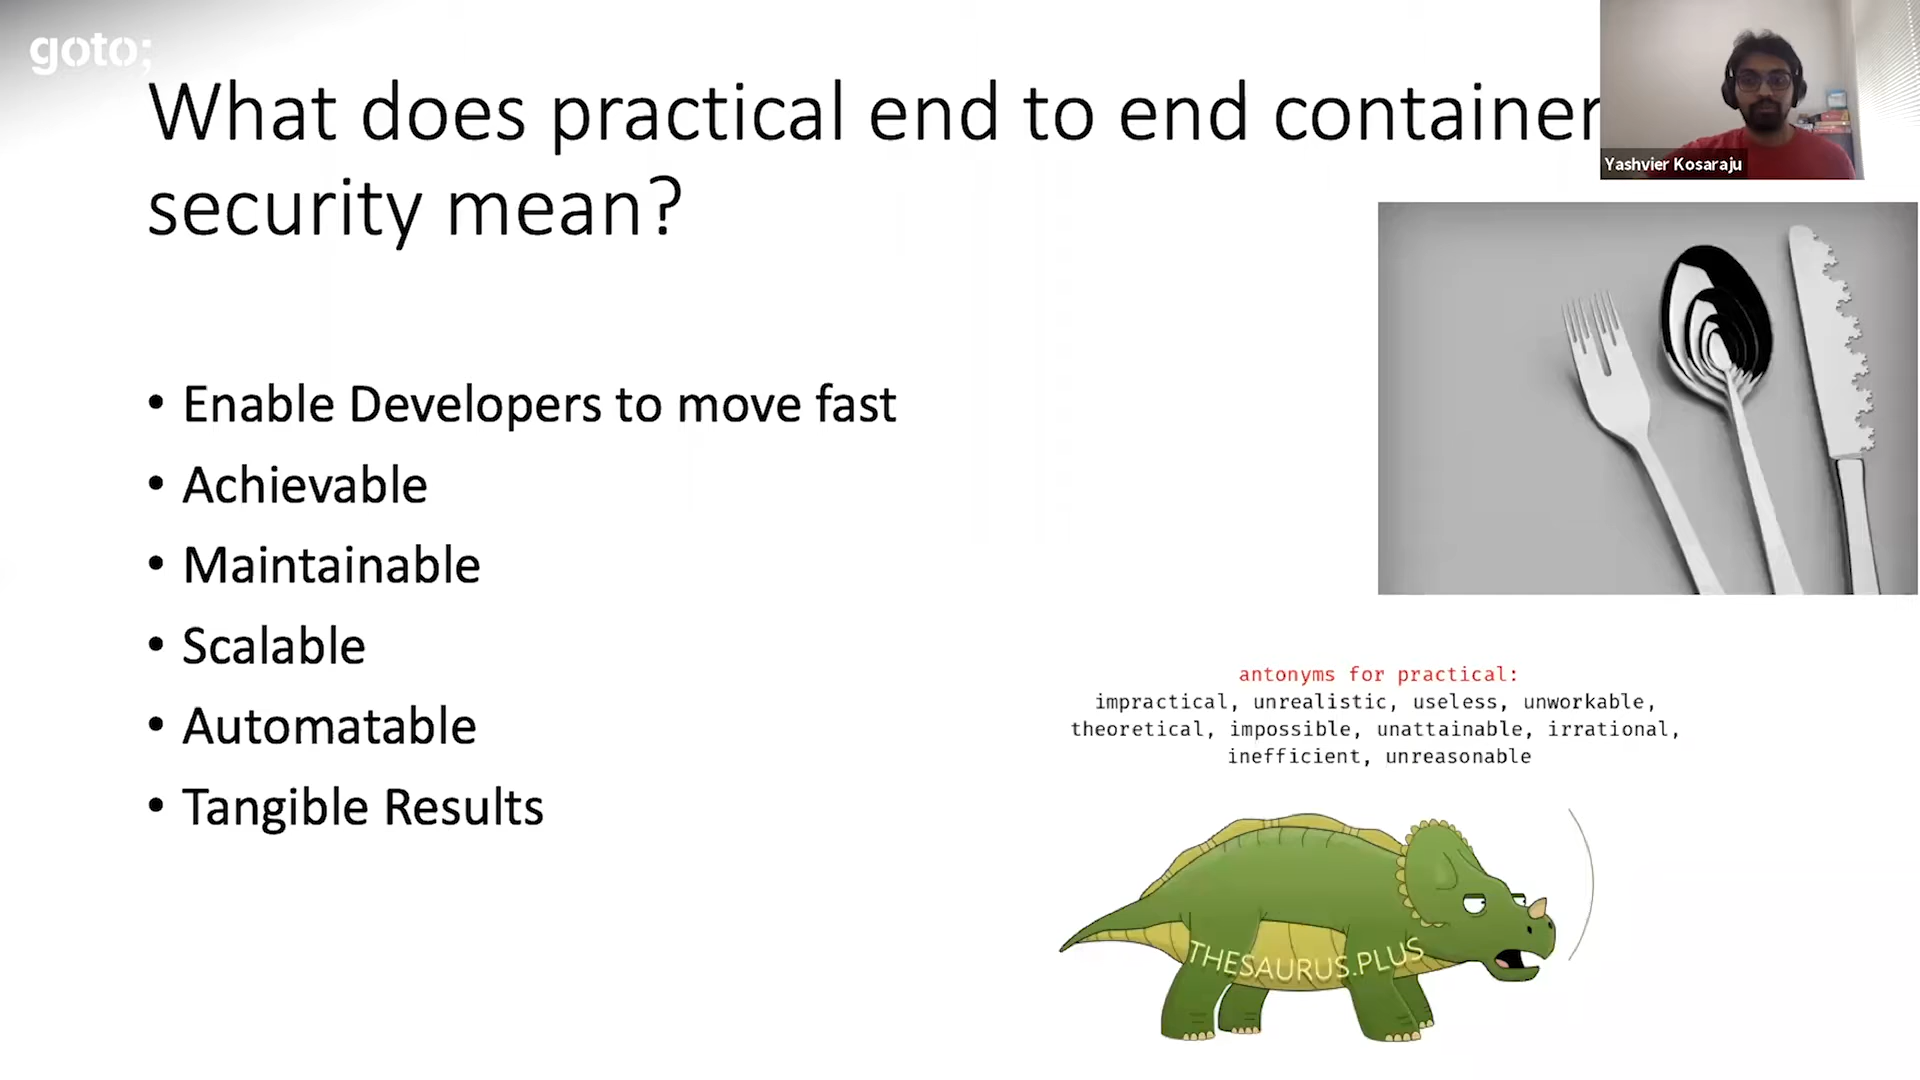 goto;
What does practical end to end container
security mean?
Yashvier Kosaraju
• Enable Developers to move fast
• Achievable
• Maintainable
• Scalable
• Automatable
• Tangible Results
antonyms for practical:
impractical, unrealistic, useless, unworkable,
theoretical, impossible, unattainable, irrational,
inefficient, unreasonable
THESAURUS.PLUS